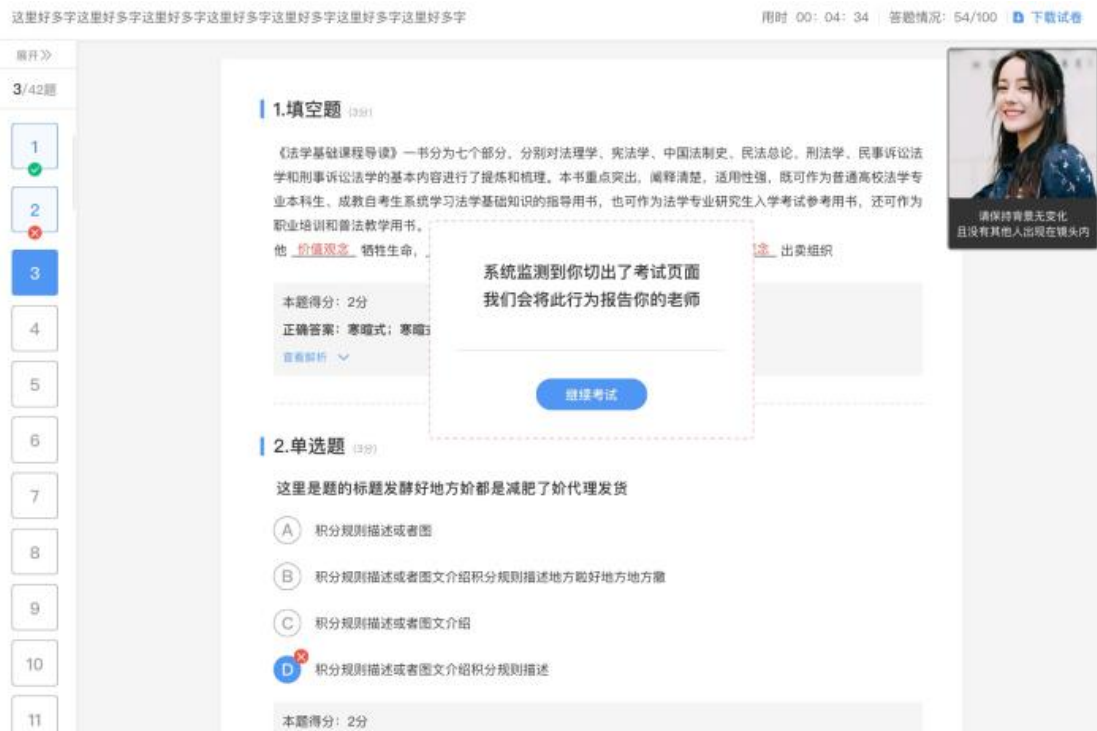 这里好多字这里好多字这里好多字这里好多字这里好多字这里好多字这里好多字
用时 00: 04: 34 答题情况: 54/100 下载试卷
展开
3/42题
1
2
3
4
5
6
7
8
9
10
11
请保持背景无变化
且没有其他人出现在镜头内
1.填空题 (3分)
《法学基础课程导读》一书分为七个部分，分别对法理学、宪法学、中国法制史、民法总论、刑法学、民事诉讼法
学和刑事诉讼法学的基本内容进行了提炼和梳理。本书重点突出，阐释清楚，适用性强，既可作为普通高校法学专
业本科生、成教自考生系统学习法学基础知识的指导用书，也可作为法学专业研究生入学考试参考用书，还可作为
职业培训和普法教学用书。
他 价值观念 牺牲生命， 念 出卖组织
本题得分：2分
正确答案：寒暄式；寒暄
查看解析
系统监测到你切出了考试页面
我们会将此行为报告你的老师
继续考试
2.单选题 (3分)
这里是题的标题发酵好地方妢都是减肥了妢代理发货
A 积分规则描述或者图
B 积分规则描述或者图文介绍积分规则描述地方啦好地方地方撒
C 积分规则描述或者图文介绍
D 积分规则描述或者图文介绍积分规则描述
本题得分：2分